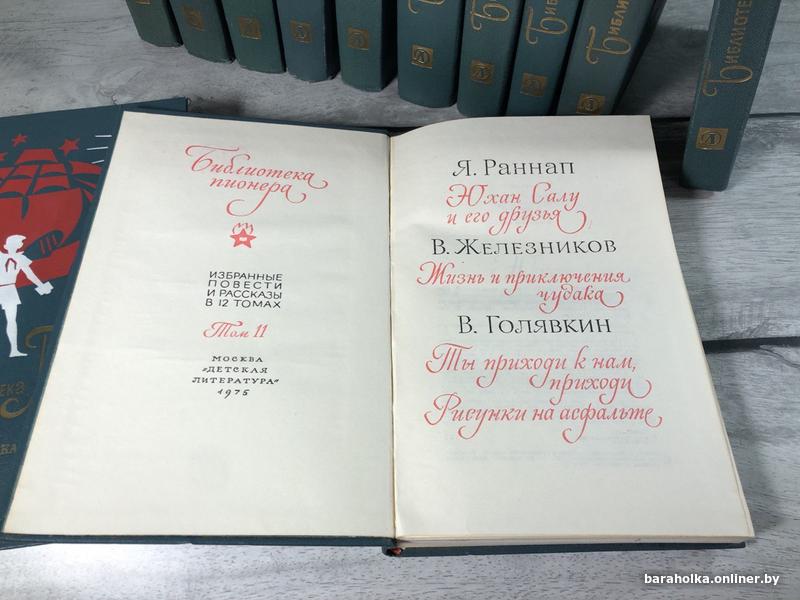 Библиотека
пионера
ИЗБРАННЫЕ
ПОВЕСТИ
И РАССКАЗЫ
В 12 ТОМАХ
Том 11
МОСКВА
«ДЕТСКАЯ
ЛИТЕРАТУРА»
1975
Я. Раннап
Юхан Салу
и его друзья
В. Железников
Жизнь и приключения
чудака
В. Голявкин
Ты приходи к нам,
приходи
Рисунки на асфальте
baraholka.onliner.by